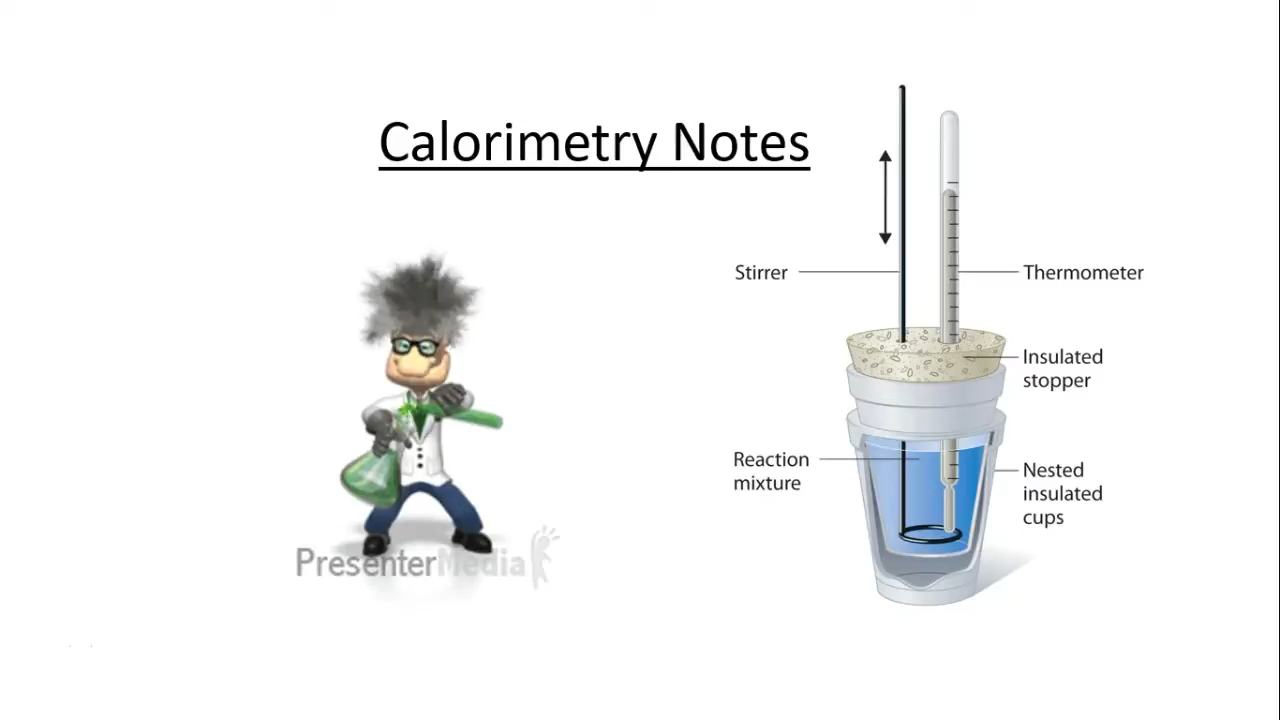 Calorimetry Notes
Stirrer
Thermometer
Insulated
stopper
Reaction
mixture
Nested
insulated
cups
PresenterMedia